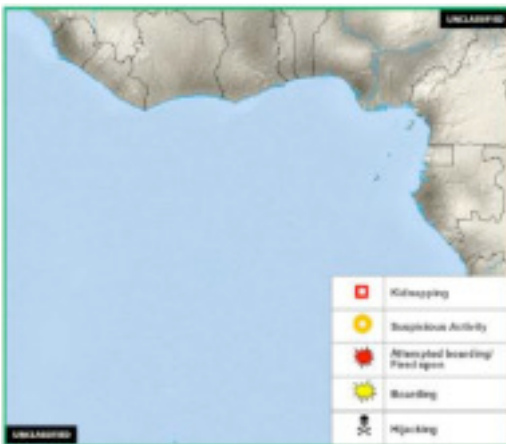 UNCLASSIFIED
Kidnapping
Suspicious Activity
Attempted boarding/
Fired upon
Boarding
Hijacking
UNCLASSIFIED